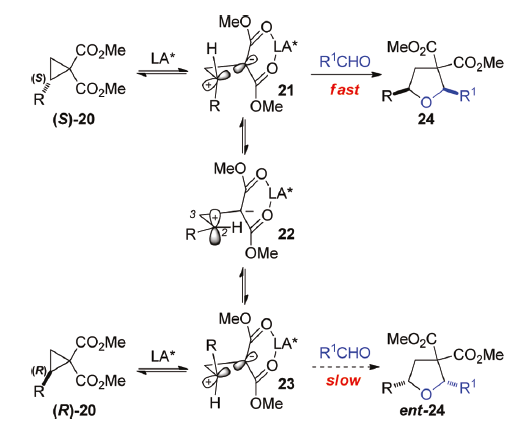 MeO
(S)
CO₂Me
CO₂Me
R
(S)-20
LA*
H
O
LA*
O
+
−
R
OMe
21
R¹CHO
fast
MeO₂C
CO₂Me
R
O
R¹
24
MeO
O
LA*
O
3
+
−
R
2
H
22
OMe
(R)
CO₂Me
CO₂Me
R
(R)-20
LA*
MeO
R
O
LA*
O
+
−
H
OMe
23
R¹CHO
slow
MeO₂C
CO₂Me
R
O
R¹
ent-24